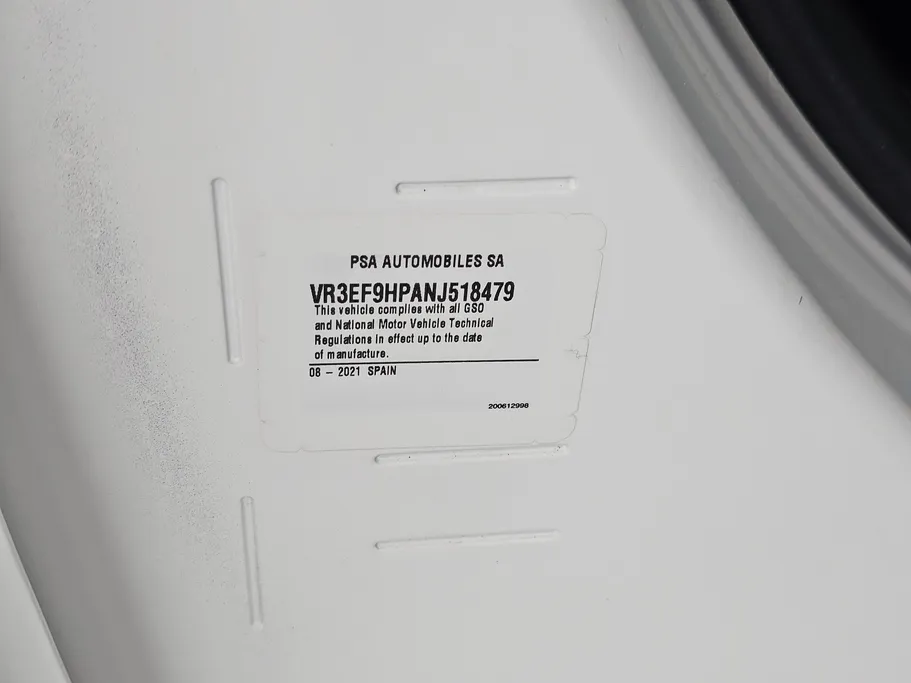 PSA AUTOMOBILES SA
VR3EF9HPANJ518479
This vehicle complies with all GSO
and National Motor Vehicle Technical
Regulations in effect up to the date
of manufacture.
08 - 2021 SPAIN
200612998